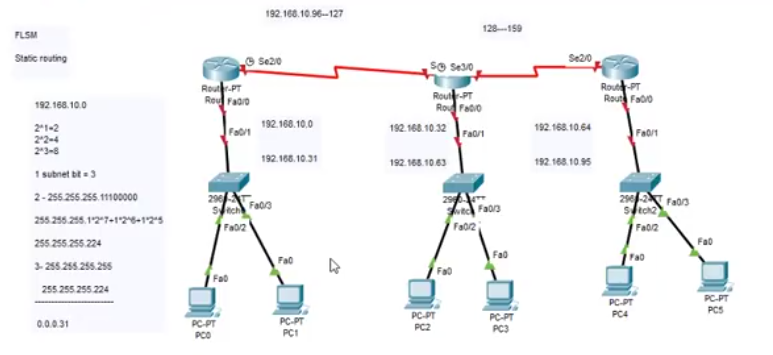 192.168.10.96--127
128---159
FLSM
Static routing
192.168.10.0
2^1=2
2^2=4
2^3=8
1 subnet bit = 3
2 - 255.255.255.11100000
255.255.255.1*2^7+1*2^6+1*2^5
255.255.255.224
3- 255.255.255.255
255.255.255.224
0.0.0.31
Se2/0
Router-PT
Fa0/0
Fa0/1
192.168.10.0
192.168.10.31
Fa0/3
Fa0/2
Fa0
Fa0
PC-PT
PC0
PC-PT
PC1
Se3/0
Router-PT
Fa0/0
Fa0/1
192.168.10.32
192.168.10.63
Fa0/3
Fa0/2
Fa0
Fa0
PC-PT
PC2
PC-PT
PC3
Se2/0
Router-PT
Fa0/0
Fa0/1
192.168.10.64
192.168.10.95
Switch2
Fa0/3
Fa0/2
Fa0
Fa0
PC-PT
PC4
PC-PT
PC5